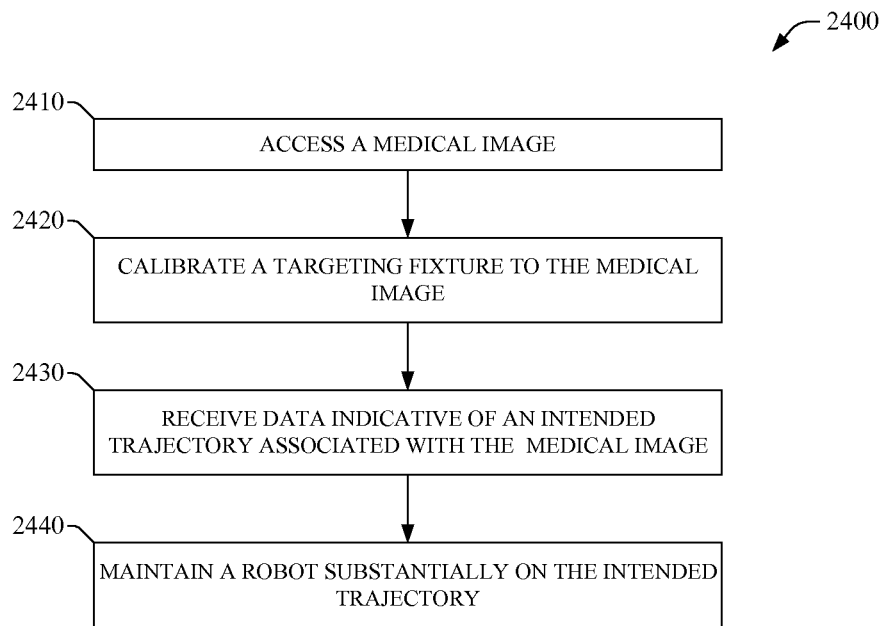 2400
2410
ACCESS A MEDICAL IMAGE
2420
CALIBRATE A TARGETING FIXTURE TO THE MEDICAL
IMAGE
2430
RECEIVE DATA INDICATIVE OF AN INTENDED
TRAJECTORY ASSOCIATED WITH THE MEDICAL IMAGE
2440
MAINTAIN A ROBOT SUBSTANTIALLY ON THE INTENDED
TRAJECTORY